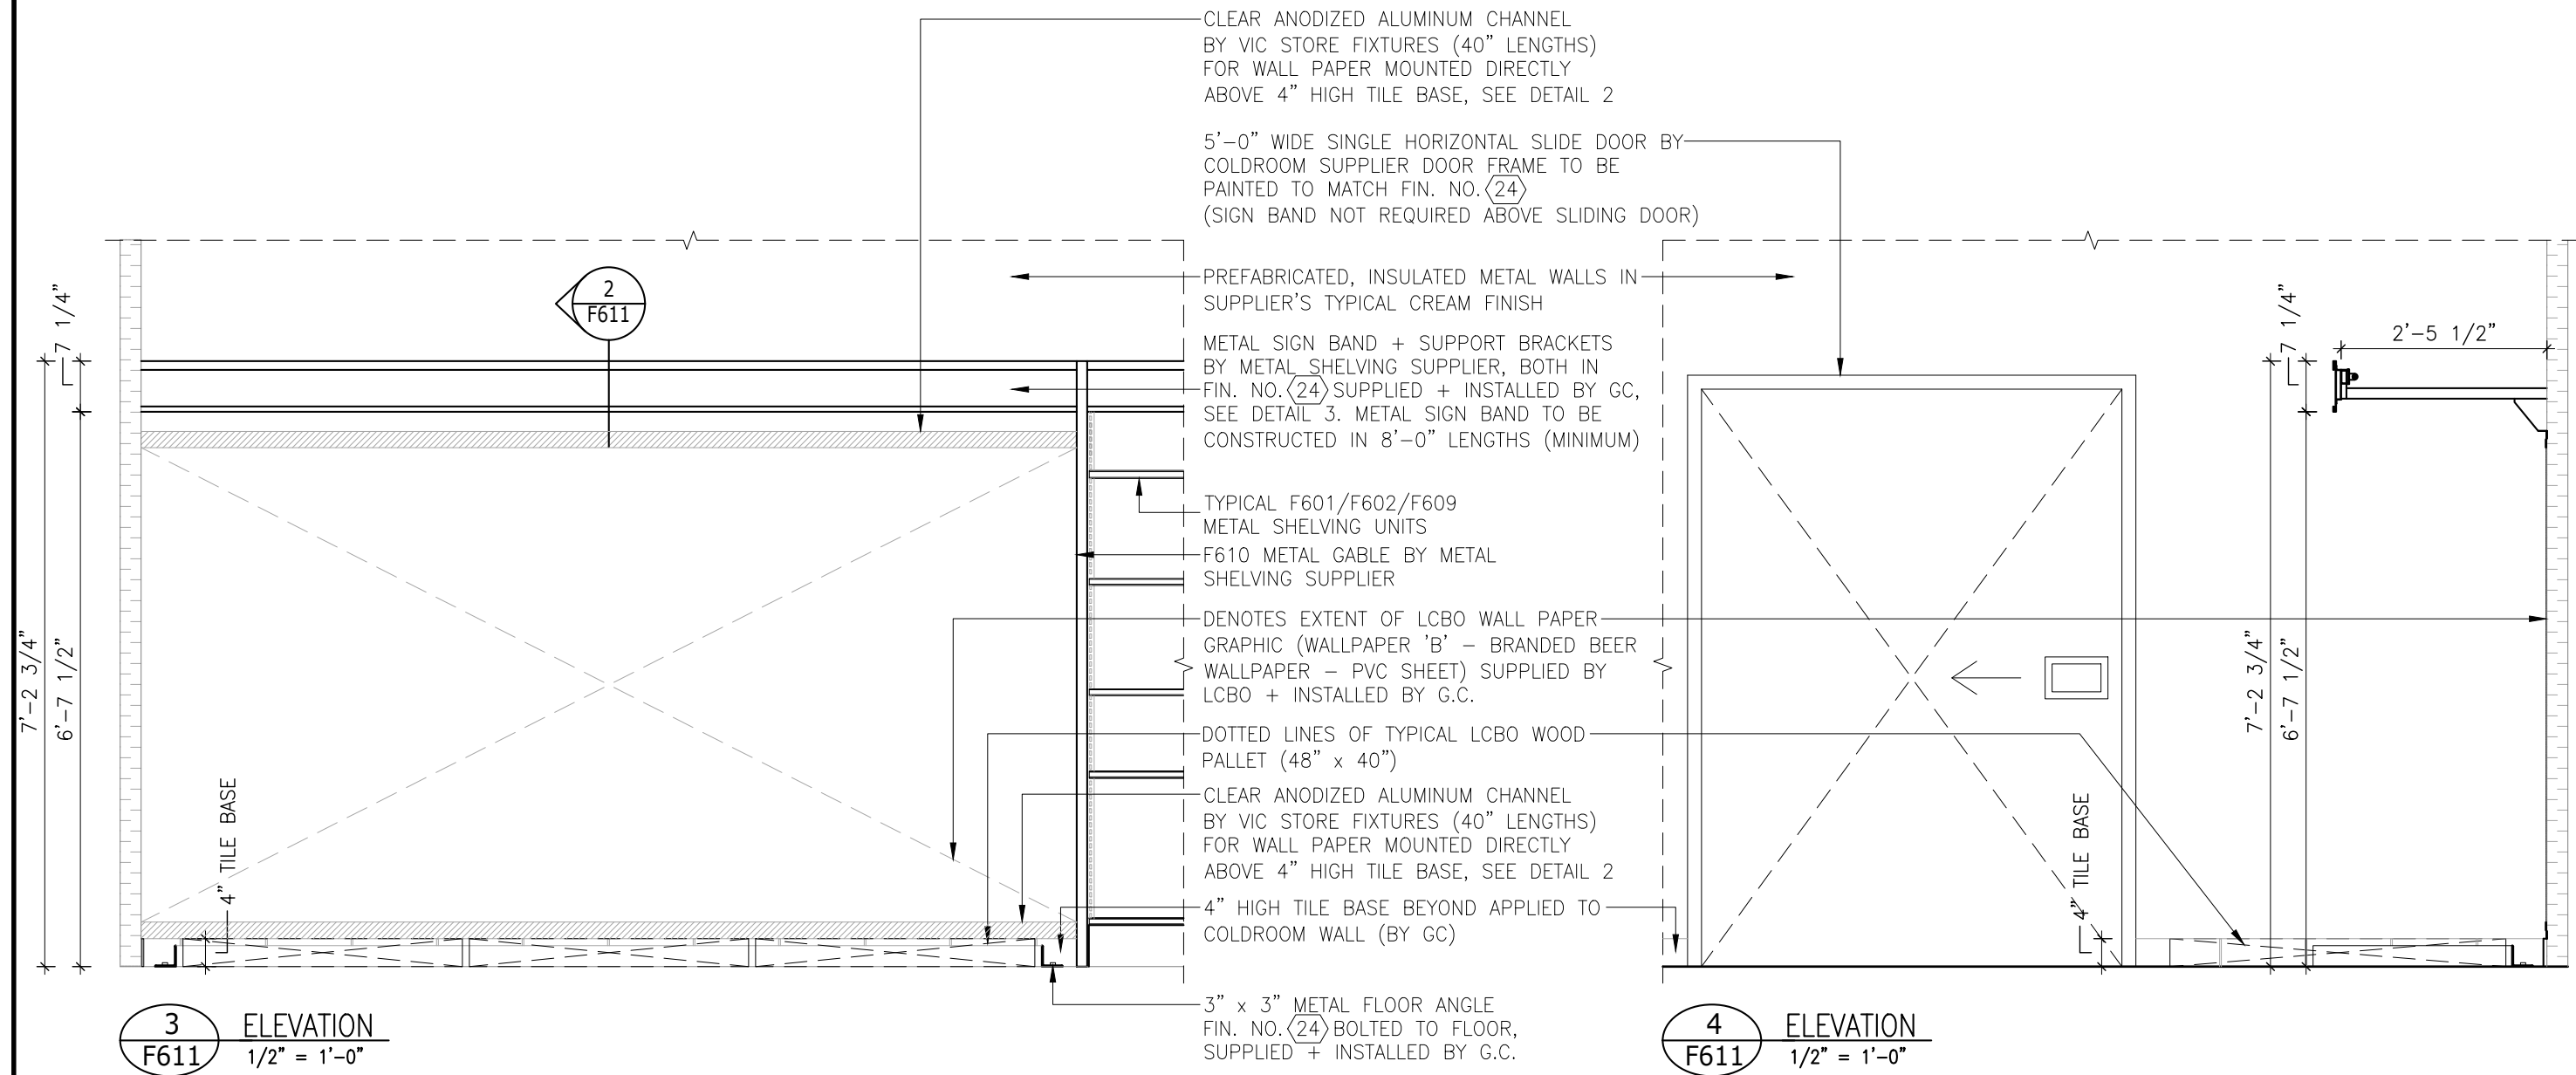 CLEAR ANODIZED ALUMINUM CHANNEL
BY VIC STORE FIXTURES (40” LENGTHS)
FOR WALL PAPER MOUNTED DIRECTLY
ABOVE 4” HIGH TILE BASE, SEE DETAIL 2
5’-0” WIDE SINGLE HORIZONTAL SLIDE DOOR BY
COLDROOM SUPPLIER DOOR FRAME TO BE
PAINTED TO MATCH FIN. NO. 24
(SIGN BAND NOT REQUIRED ABOVE SLIDING DOOR)
PREFABRICATED, INSULATED METAL WALLS IN
SUPPLIER’S TYPICAL CREAM FINISH
METAL SIGN BAND + SUPPORT BRACKETS
BY METAL SHELVING SUPPLIER, BOTH IN
FIN. NO. 24 SUPPLIED + INSTALLED BY GC,
SEE DETAIL 3. METAL SIGN BAND TO BE
CONSTRUCTED IN 8’-0” LENGTHS (MINIMUM)
TYPICAL F601/F602/F609
METAL SHELVING UNITS
F610 METAL GABLE BY METAL
SHELVING SUPPLIER
DENOTES EXTENT OF LCBO WALL PAPER
GRAPHIC (WALLPAPER 'B' – BRANDED BEER
WALLPAPER – PVC SHEET) SUPPLIED BY
LCBO + INSTALLED BY G.C.
DOTTED LINES OF TYPICAL LCBO WOOD
PALLET (48” x 40”)
CLEAR ANODIZED ALUMINUM CHANNEL
BY VIC STORE FIXTURES (40” LENGTHS)
FOR WALL PAPER MOUNTED DIRECTLY
ABOVE 4” HIGH TILE BASE, SEE DETAIL 2
4” HIGH TILE BASE BEYOND APPLIED TO
COLDROOM WALL (BY GC)
3” x 3” METAL FLOOR ANGLE
FIN. NO. 24 BOLTED TO FLOOR,
SUPPLIED + INSTALLED BY G.C.
2
F611
7 1/4”
7’-2 3/4”
6’-7 1/2”
4” TILE BASE
3
F611
ELEVATION
1/2” = 1’-0”
2’-5 1/2”
7 1/4”
7’-2 3/4”
6’-7 1/2”
4” TILE BASE
4
F611
ELEVATION
1/2” = 1’-0”